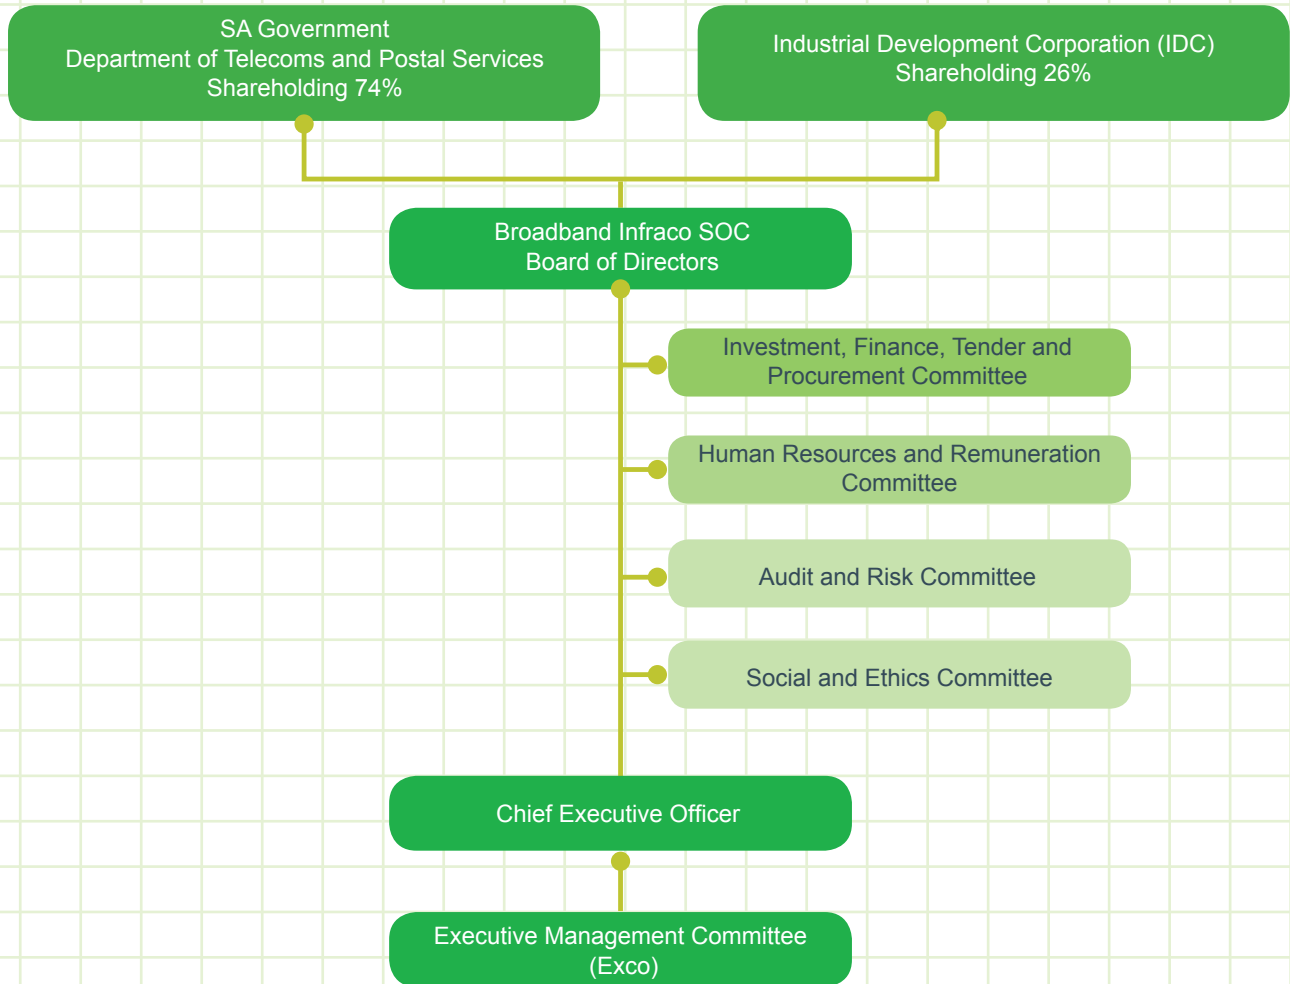 SA Government
Department of Telecoms and Postal Services
Shareholding 74%
Industrial Development Corporation (IDC)
Shareholding 26%
Broadband Infraco SOC
Board of Directors
Investment, Finance, Tender and
Procurement Committee
Human Resources and Remuneration
Committee
Audit and Risk Committee
Social and Ethics Committee
Chief Executive Officer
Executive Management Committee
(Exco)